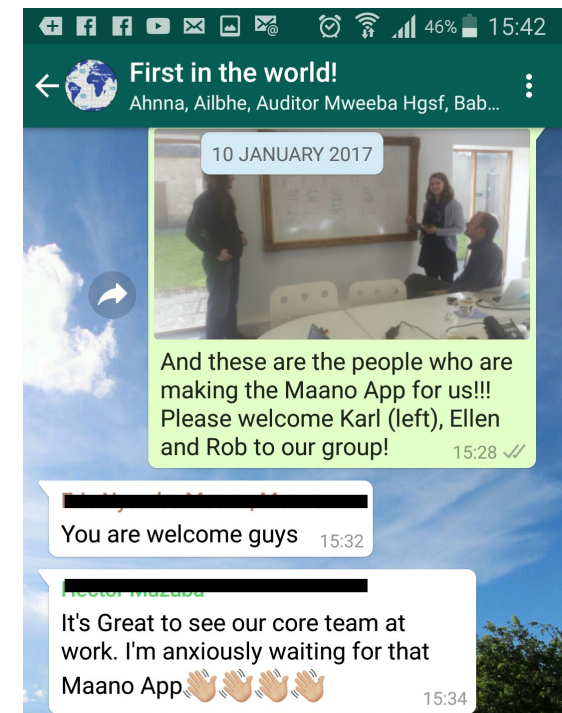 46% 15:42
First in the world!
Ahnna, Ailbhe, Auditor Mweeba Hgsf, Bab...
10 JANUARY 2017
And these are the people who are
making the Maano App for us!!!
Please welcome Karl (left), Ellen
and Rob to our group!
15:28
You are welcome guys
15:32
It's Great to see our core team at
work. I'm anxiously waiting for that
Maano App👋🏼👋🏼👋🏼👋🏼
15:34